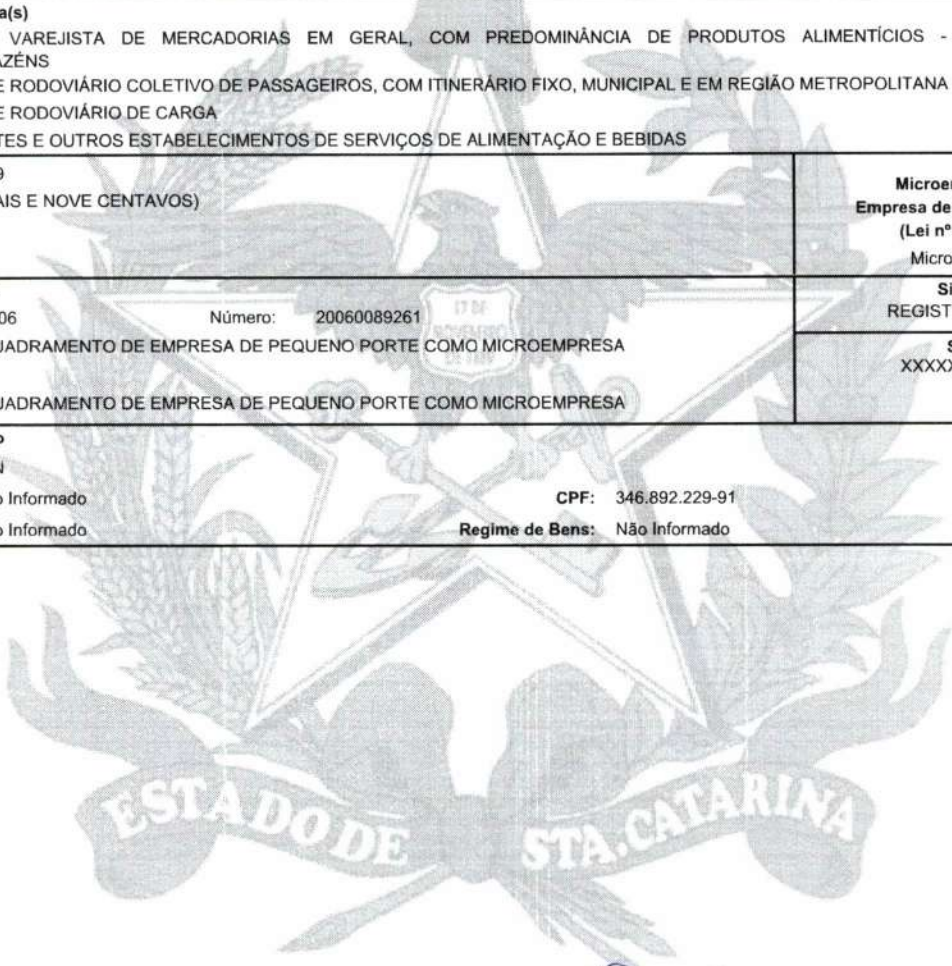 a(s)
VAREJISTA DE MERCADORIAS EM GERAL, COM PREDOMINÂNCIA DE PRODUTOS ALIMENTÍCIOS -
AZÉNS
E RODOVIÁRIO COLETIVO DE PASSAGEIROS, COM ITINERÁRIO FIXO, MUNICIPAL E EM REGIÃO METROPOLITANA
E RODOVIÁRIO DE CARGA
TES E OUTROS ESTABELECIMENTOS DE SERVIÇOS DE ALIMENTAÇÃO E BEBIDAS
9
AIS E NOVE CENTAVOS)
Microe
Empresa de
(Lei nº
Micro
06 Número: 20060089261
UADRAMENTO DE EMPRESA DE PEQUENO PORTE COMO MICROEMPRESA
UADRAMENTO DE EMPRESA DE PEQUENO PORTE COMO MICROEMPRESA
Si
REGIST
S
XXXX
o Informado CPF: 346.892.229-91
o Informado Regime de Bens: Não Informado
ESTADO DE STA. CATARINA